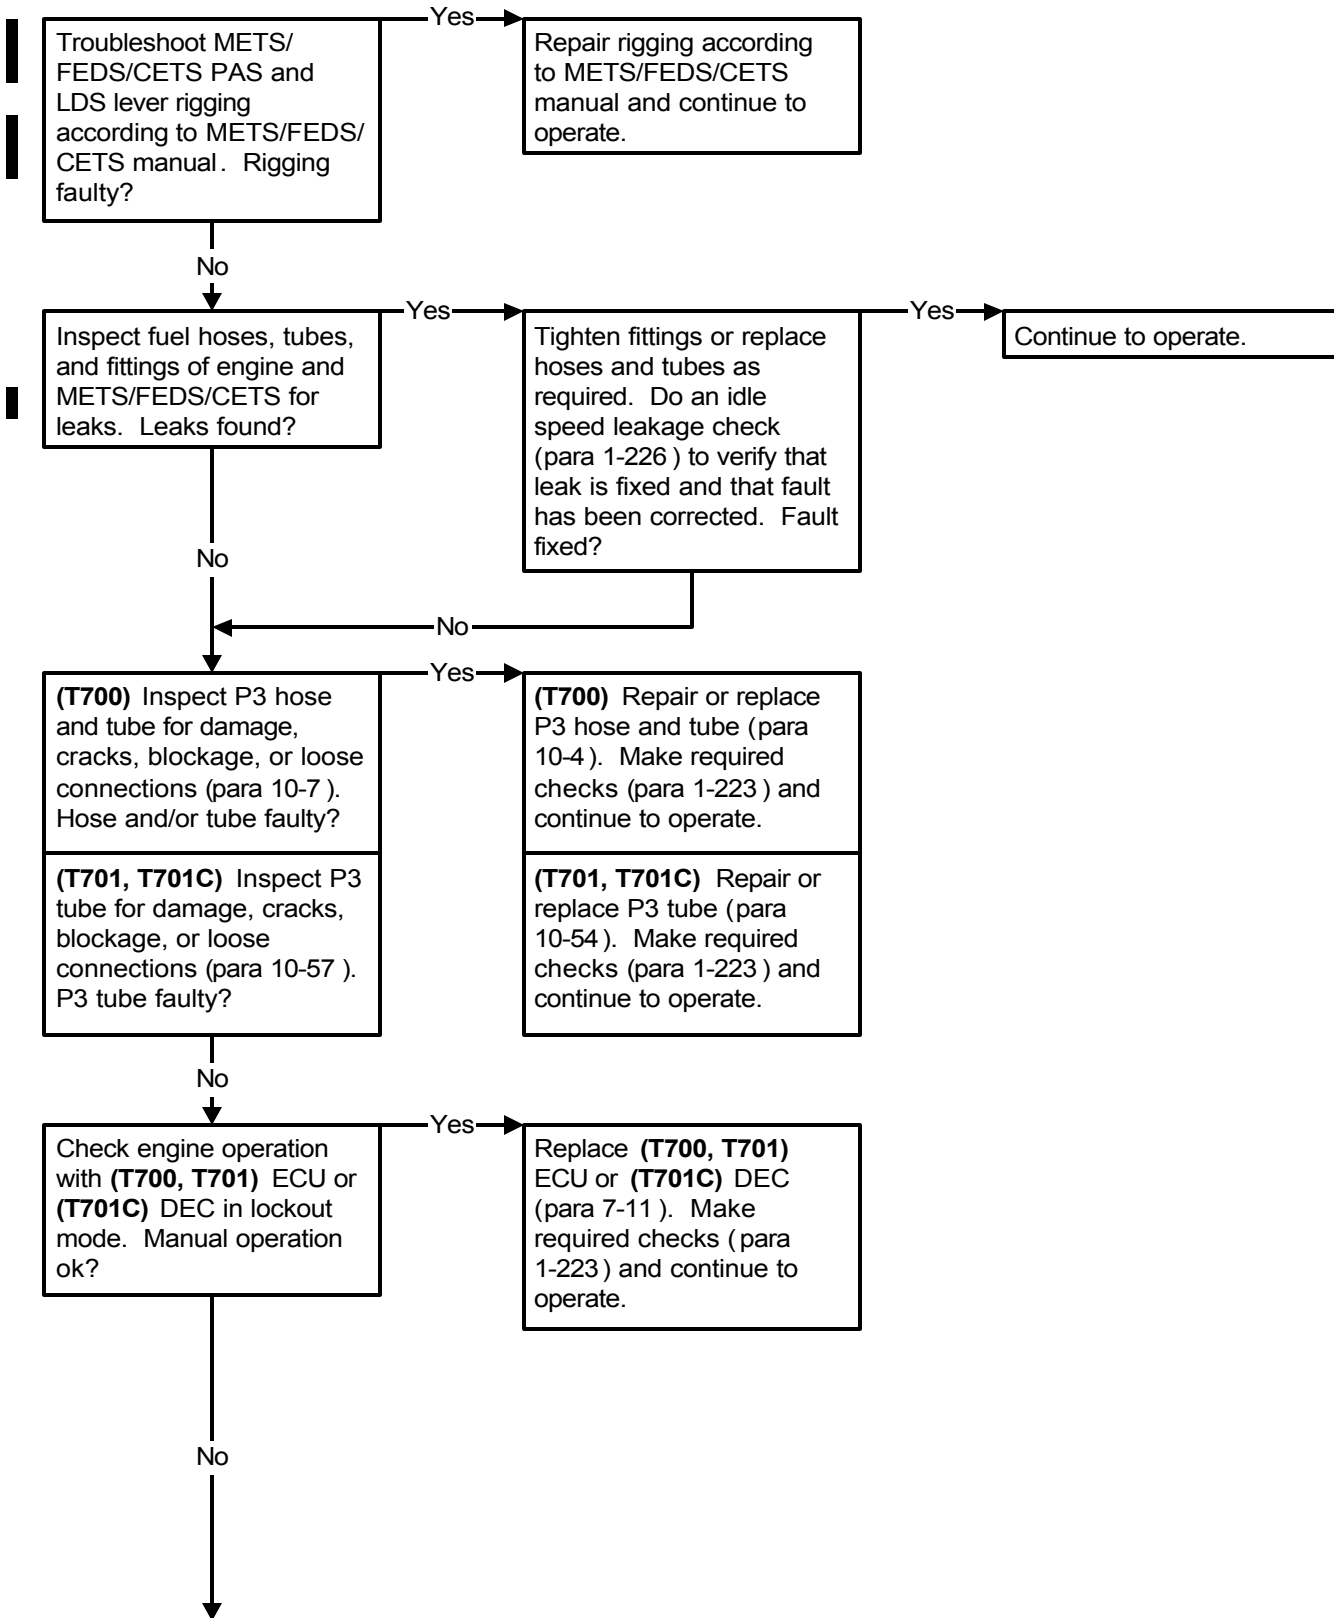 Troubleshoot METS/
FEDS/CETS PAS and
LDS lever rigging
according to METS/FEDS/
CETS manual. Rigging
faulty?
Yes
Repair rigging according
to METS/FEDS/CETS
manual and continue to
operate.
No
Inspect fuel hoses, tubes,
and fittings of engine and
METS/FEDS/CETS for
leaks. Leaks found?
Yes
Tighten fittings or replace
hoses and tubes as
required. Do an idle
speed leakage check
(para 1-226 ) to verify that
leak is fixed and that fault
has been corrected. Fault
fixed?
Yes
Continue to operate.
No
No
(T700) Inspect P3 hose
and tube for damage,
cracks, blockage, or loose
connections (para 10-7 ).
Hose and/or tube faulty?
Yes
(T700) Repair or replace
P3 hose and tube (para
10-4 ). Make required
checks (para 1-223 ) and
continue to operate.
(T701, T701C) Inspect P3
tube for damage, cracks,
blockage, or loose
connections (para 10-57 ).
P3 tube faulty?
(T701, T701C) Repair or
replace P3 tube (para
10-54 ). Make required
checks (para 1-223 ) and
continue to operate.
No
Check engine operation
with (T700, T701) ECU or
(T701C) DEC in lockout
mode. Manual operation
ok?
Yes
Replace (T700, T701)
ECU or (T701C) DEC
(para 7-11 ). Make
required checks ( para
1-223 ) and continue to
operate.
No